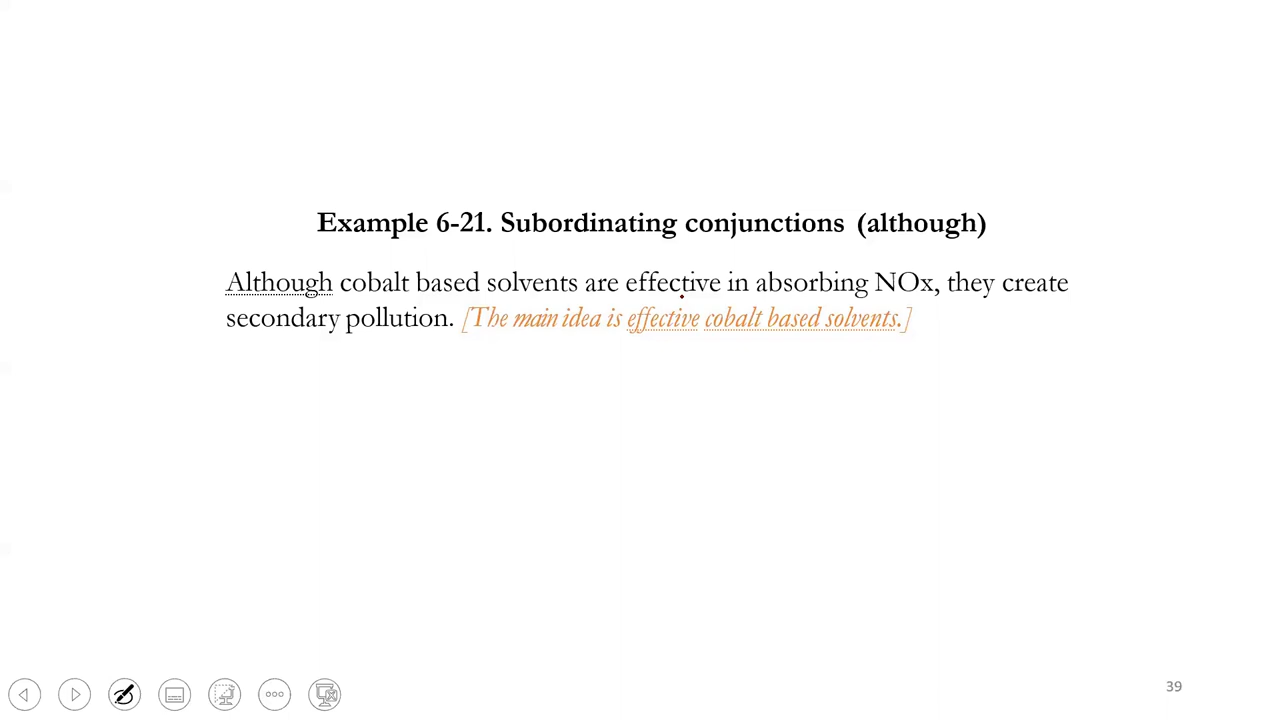 Example 6-21. Subordinating conjunctions (although)
Although cobalt based solvents are effective in absorbing NOx, they create
secondary pollution. [The main idea is effective cobalt based solvents.]
39